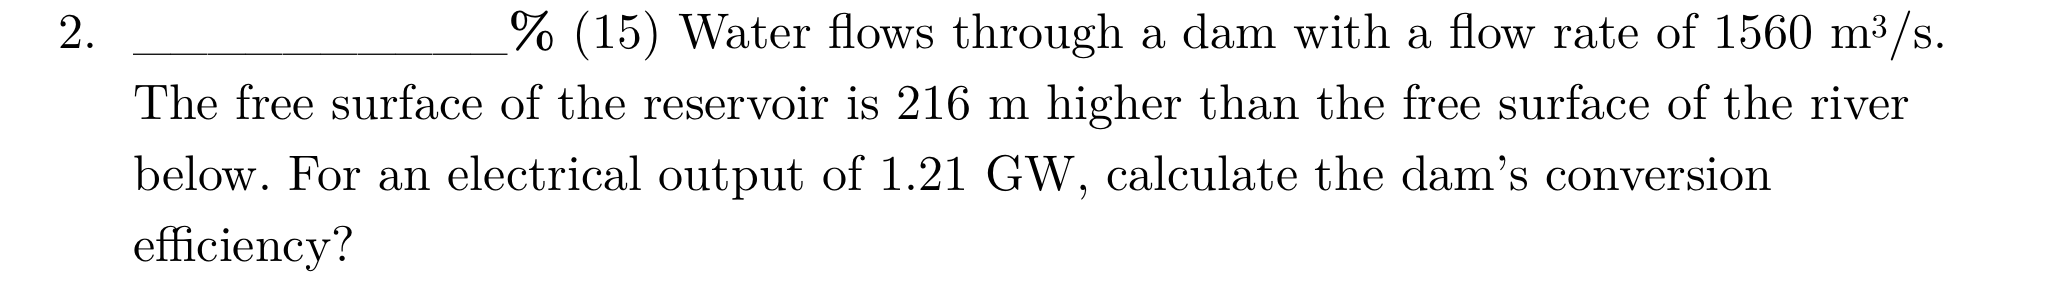 2. ______________% (15) Water flows through a dam with a flow rate of 1560 m³/s.
The free surface of the reservoir is 216 m higher than the free surface of the river
below. For an electrical output of 1.21 GW, calculate the dam's conversion
efficiency?